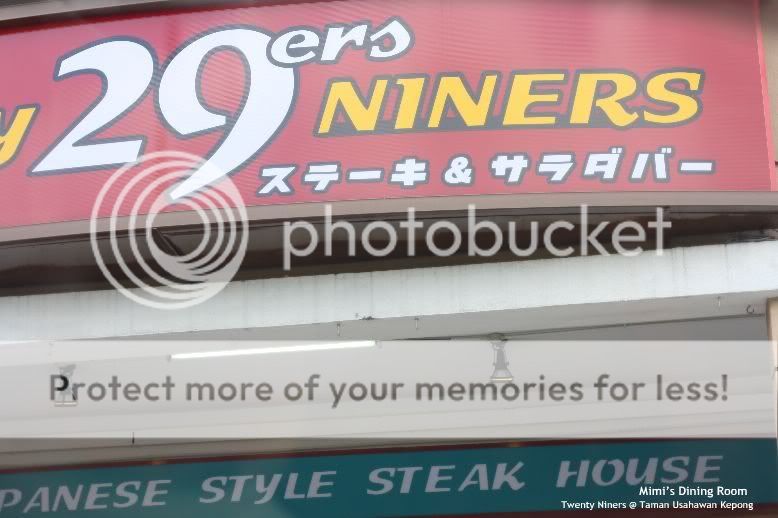 y 29ers NINERS
ステーキ&サラダバー
photobucket
Protect more of your memories for less!
PANESE STYLE STEAK HOUSE
Mimi's Dining Room
Twenty Niners @ Taman Usahawan Kepong